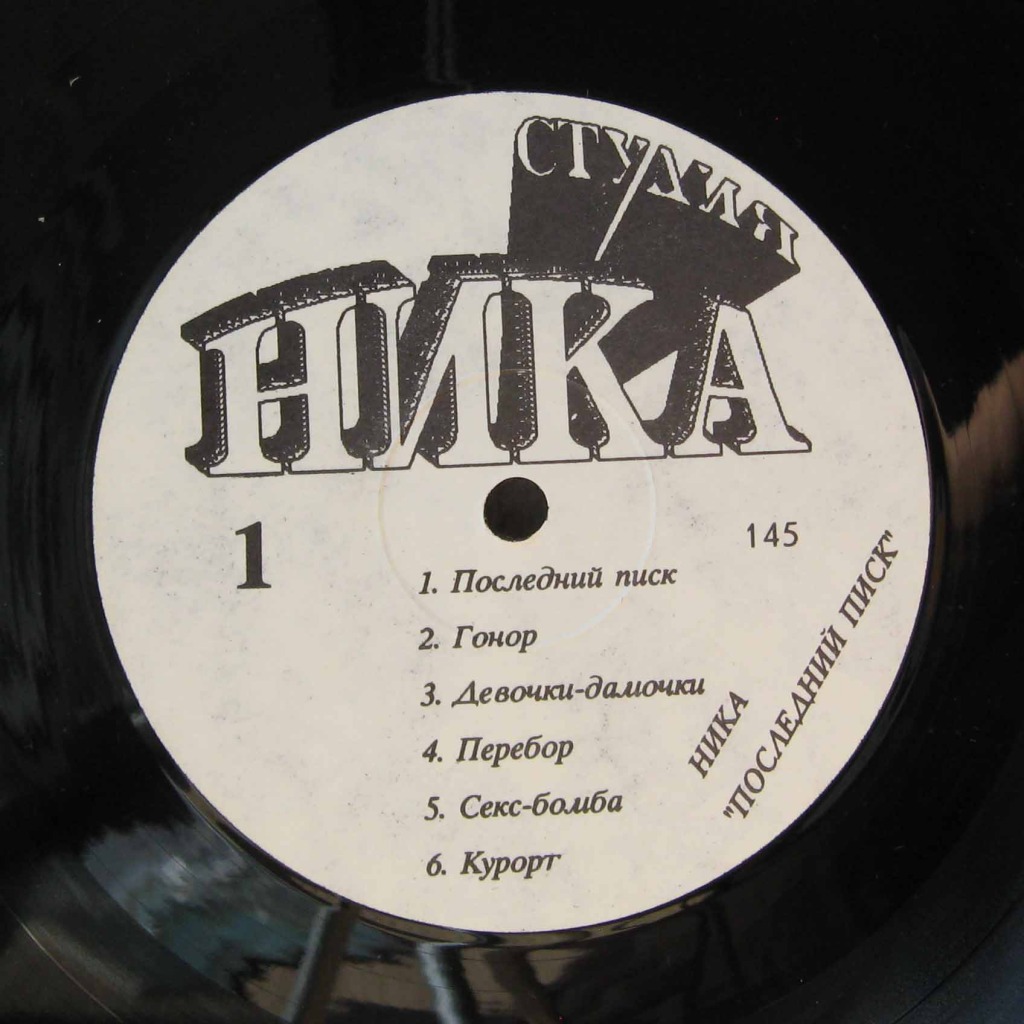 СТУДИЯ
НИКА
1
145
1. Последний писк
2. Гонор
3. Девочки-дамочки
4. Перебор
5. Секс-бомба
6. Курорт
НИКА
"ПОСЛЕДНИЙ ПИСК"